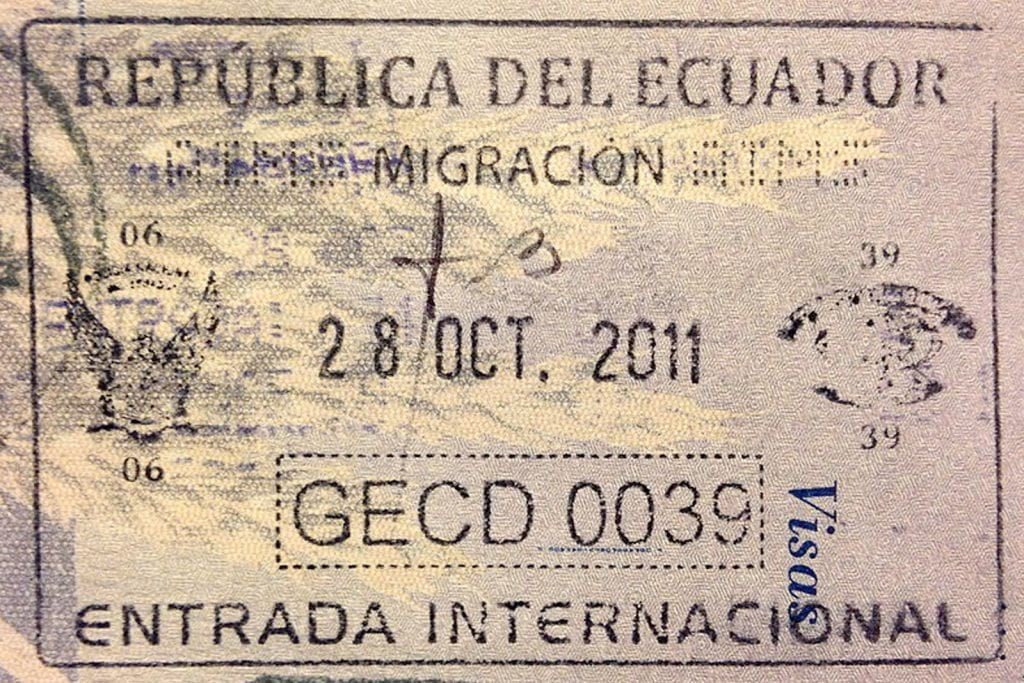 REPÚBLICA DEL ECUADOR
MIGRACIÓN
06
39
28 OCT. 2011
39
06
GECD 0039
Visas
ENTRADA INTERNACIONAL